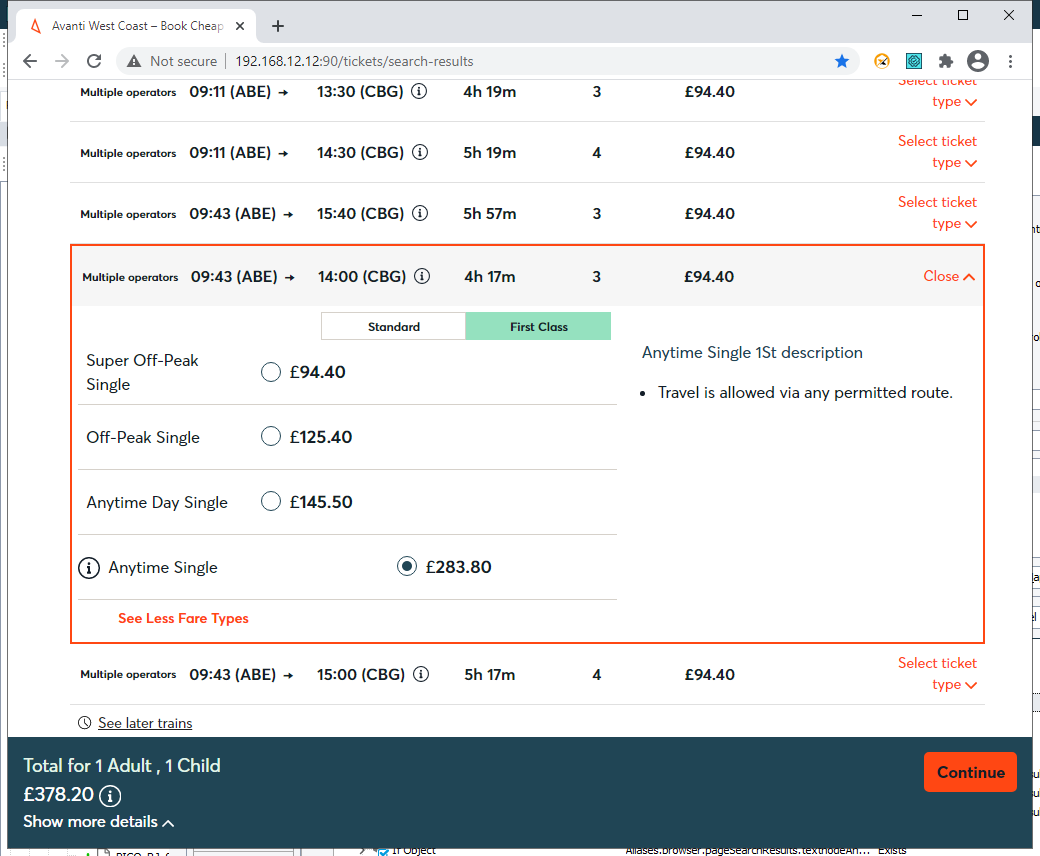 Avanti West Coast – Book Cheap
Not secure 192.168.12.12:90/tickets/search-results
Multiple operators 09:11 (ABE) → 13:30 (CBG) 4h 19m 3 £94.40 Select ticket
type
Multiple operators 09:11 (ABE) → 14:30 (CBG) 5h 19m 4 £94.40 Select ticket
type
Multiple operators 09:43 (ABE) → 15:40 (CBG) 5h 57m 3 £94.40 Select ticket
type
Multiple operators 09:43 (ABE) → 14:00 (CBG) 4h 17m 3 £94.40 Close
Standard First Class
Super Off-Peak
Single £94.40
Off-Peak Single £125.40
Anytime Day Single £145.50
Anytime Single £283.80
See Less Fare Types
Anytime Single 1St description
• Travel is allowed via any permitted route.
Multiple operators 09:43 (ABE) → 15:00 (CBG) 5h 17m 4 £94.40 Select ticket
type
See later trains
Total for 1 Adult , 1 Child
£378.20
Show more details
Continue
If Object
Aliases.browser.pageSearchResults.textnodeAn... Exists